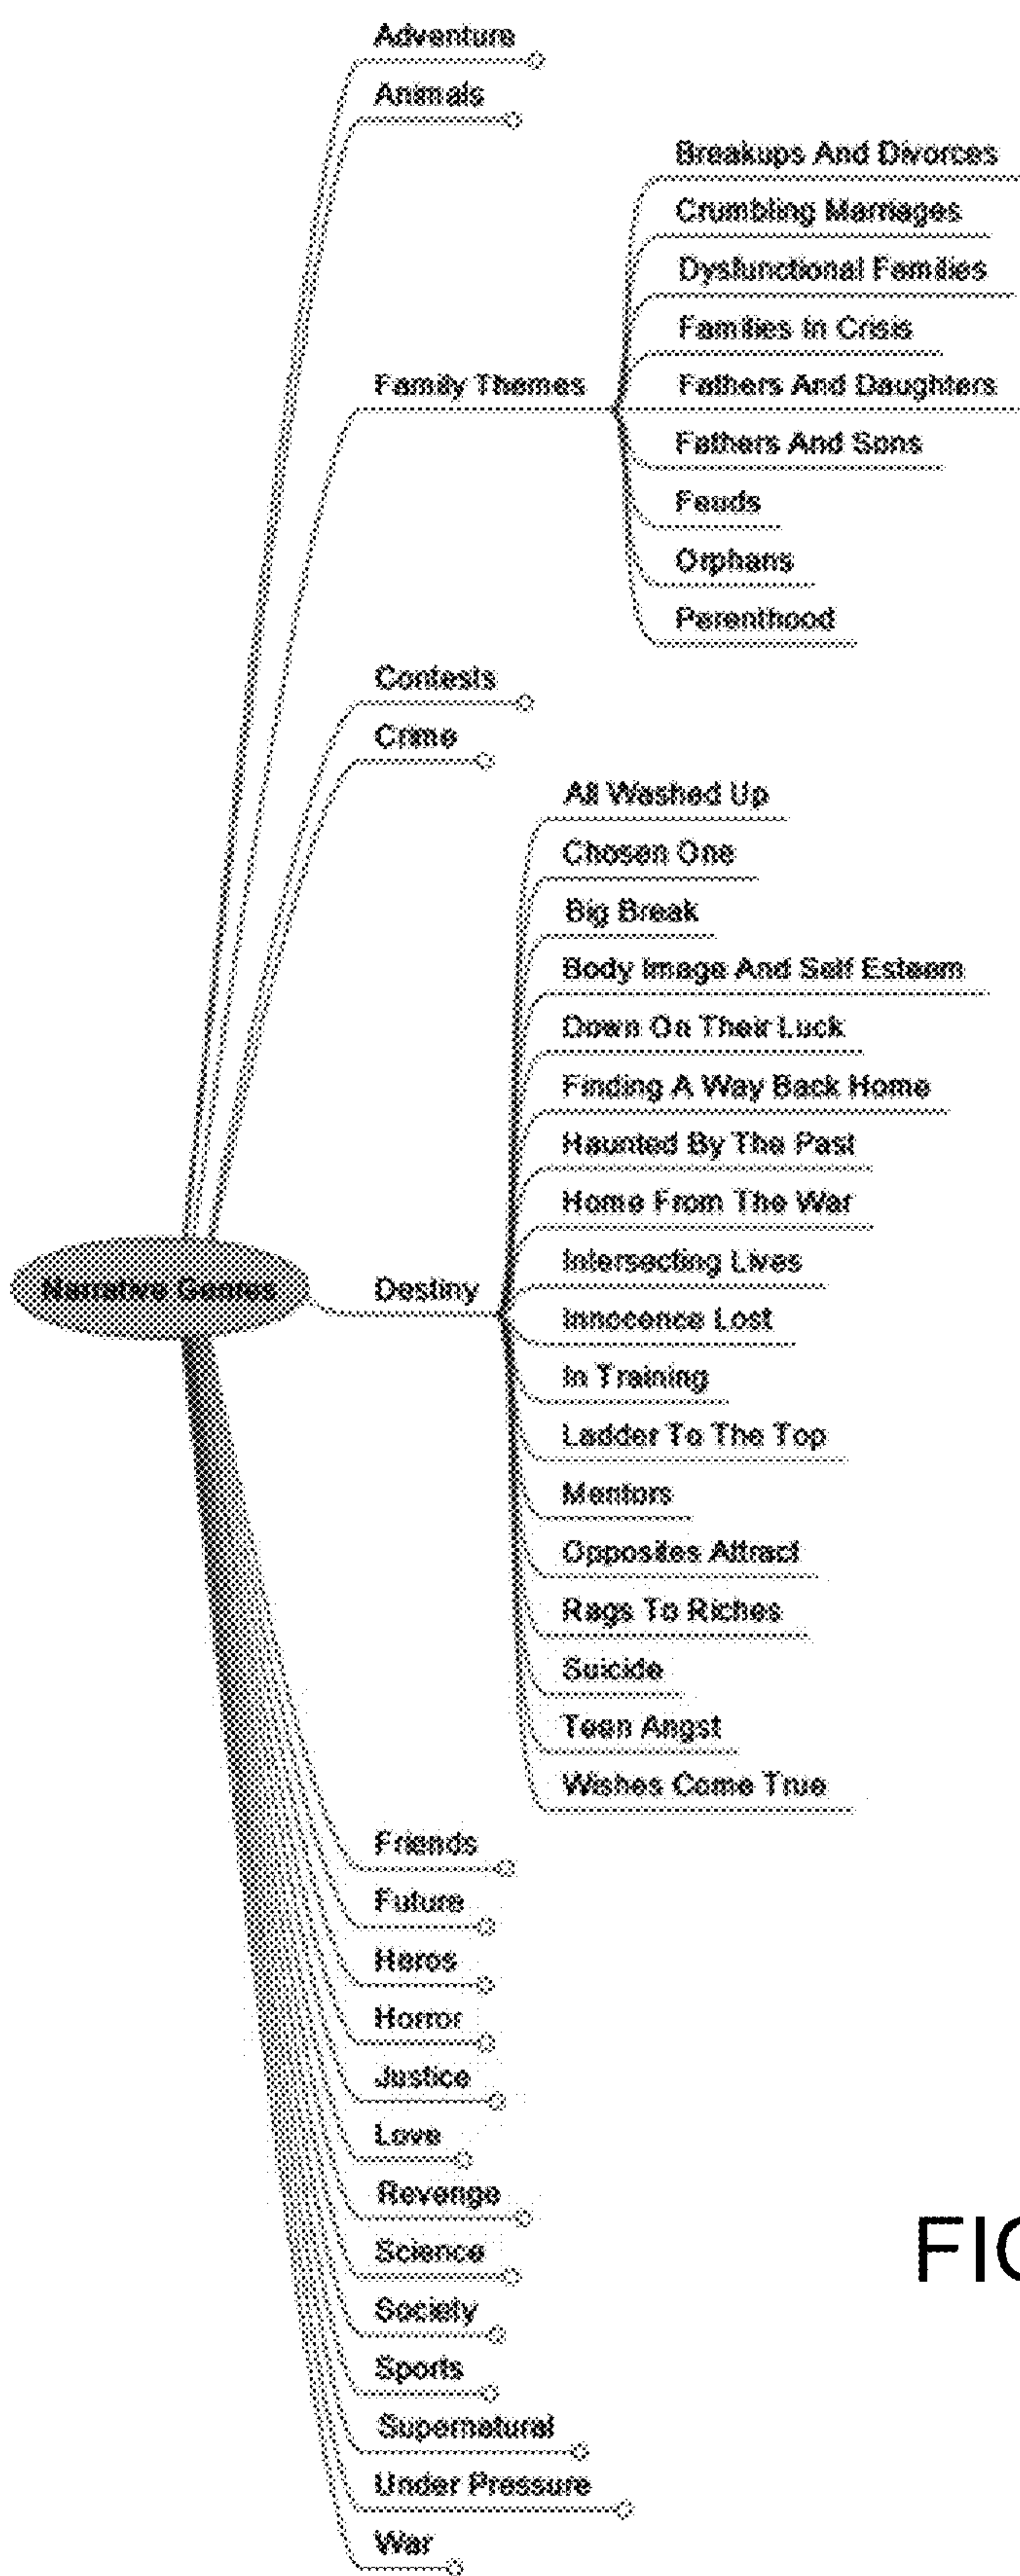 Adventure
Animals
Breakups And Divorces
Crumbling Marriages
Dysfunctional Families
Families In Crisis
Family Themes
Fathers And Daughters
Fathers And Sons
Feuds
Orphans
Parenthood
Contests
Crime
All Washed Up
Chosen One
Big Break
Body Image And Self Esteem
Down On Their Luck
Finding A Way Back Home
Haunted By The Past
Home From The War
Intersecting Lives
Narrative Genres
Destiny
Innocence Lost
In Training
Ladder To The Top
Mentors
Opposites Attract
Rags To Riches
Suicide
Teen Angst
Wishes Come True
Friends
Future
Heros
Horror
Justice
Love
Revenge
Science
FIG
Society
Sports
Supernatural
Under Pressure
War